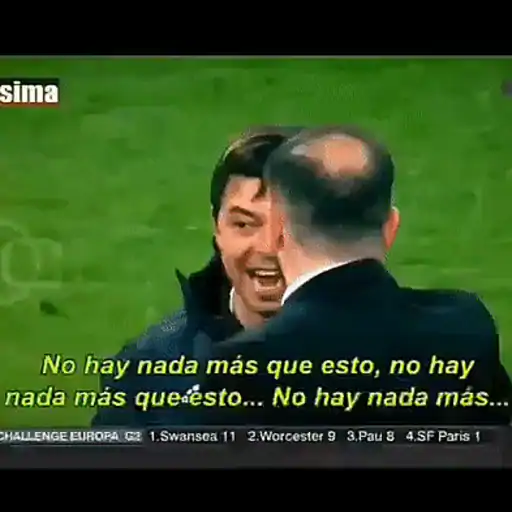 sima
No hay nada más que esto, no hay
nada más que esto... No hay nada más...
CHALLENGE EUROPA G3 1.Swansea 11 2.Worcester 9 3.Pau 8 4.SF Paris 1